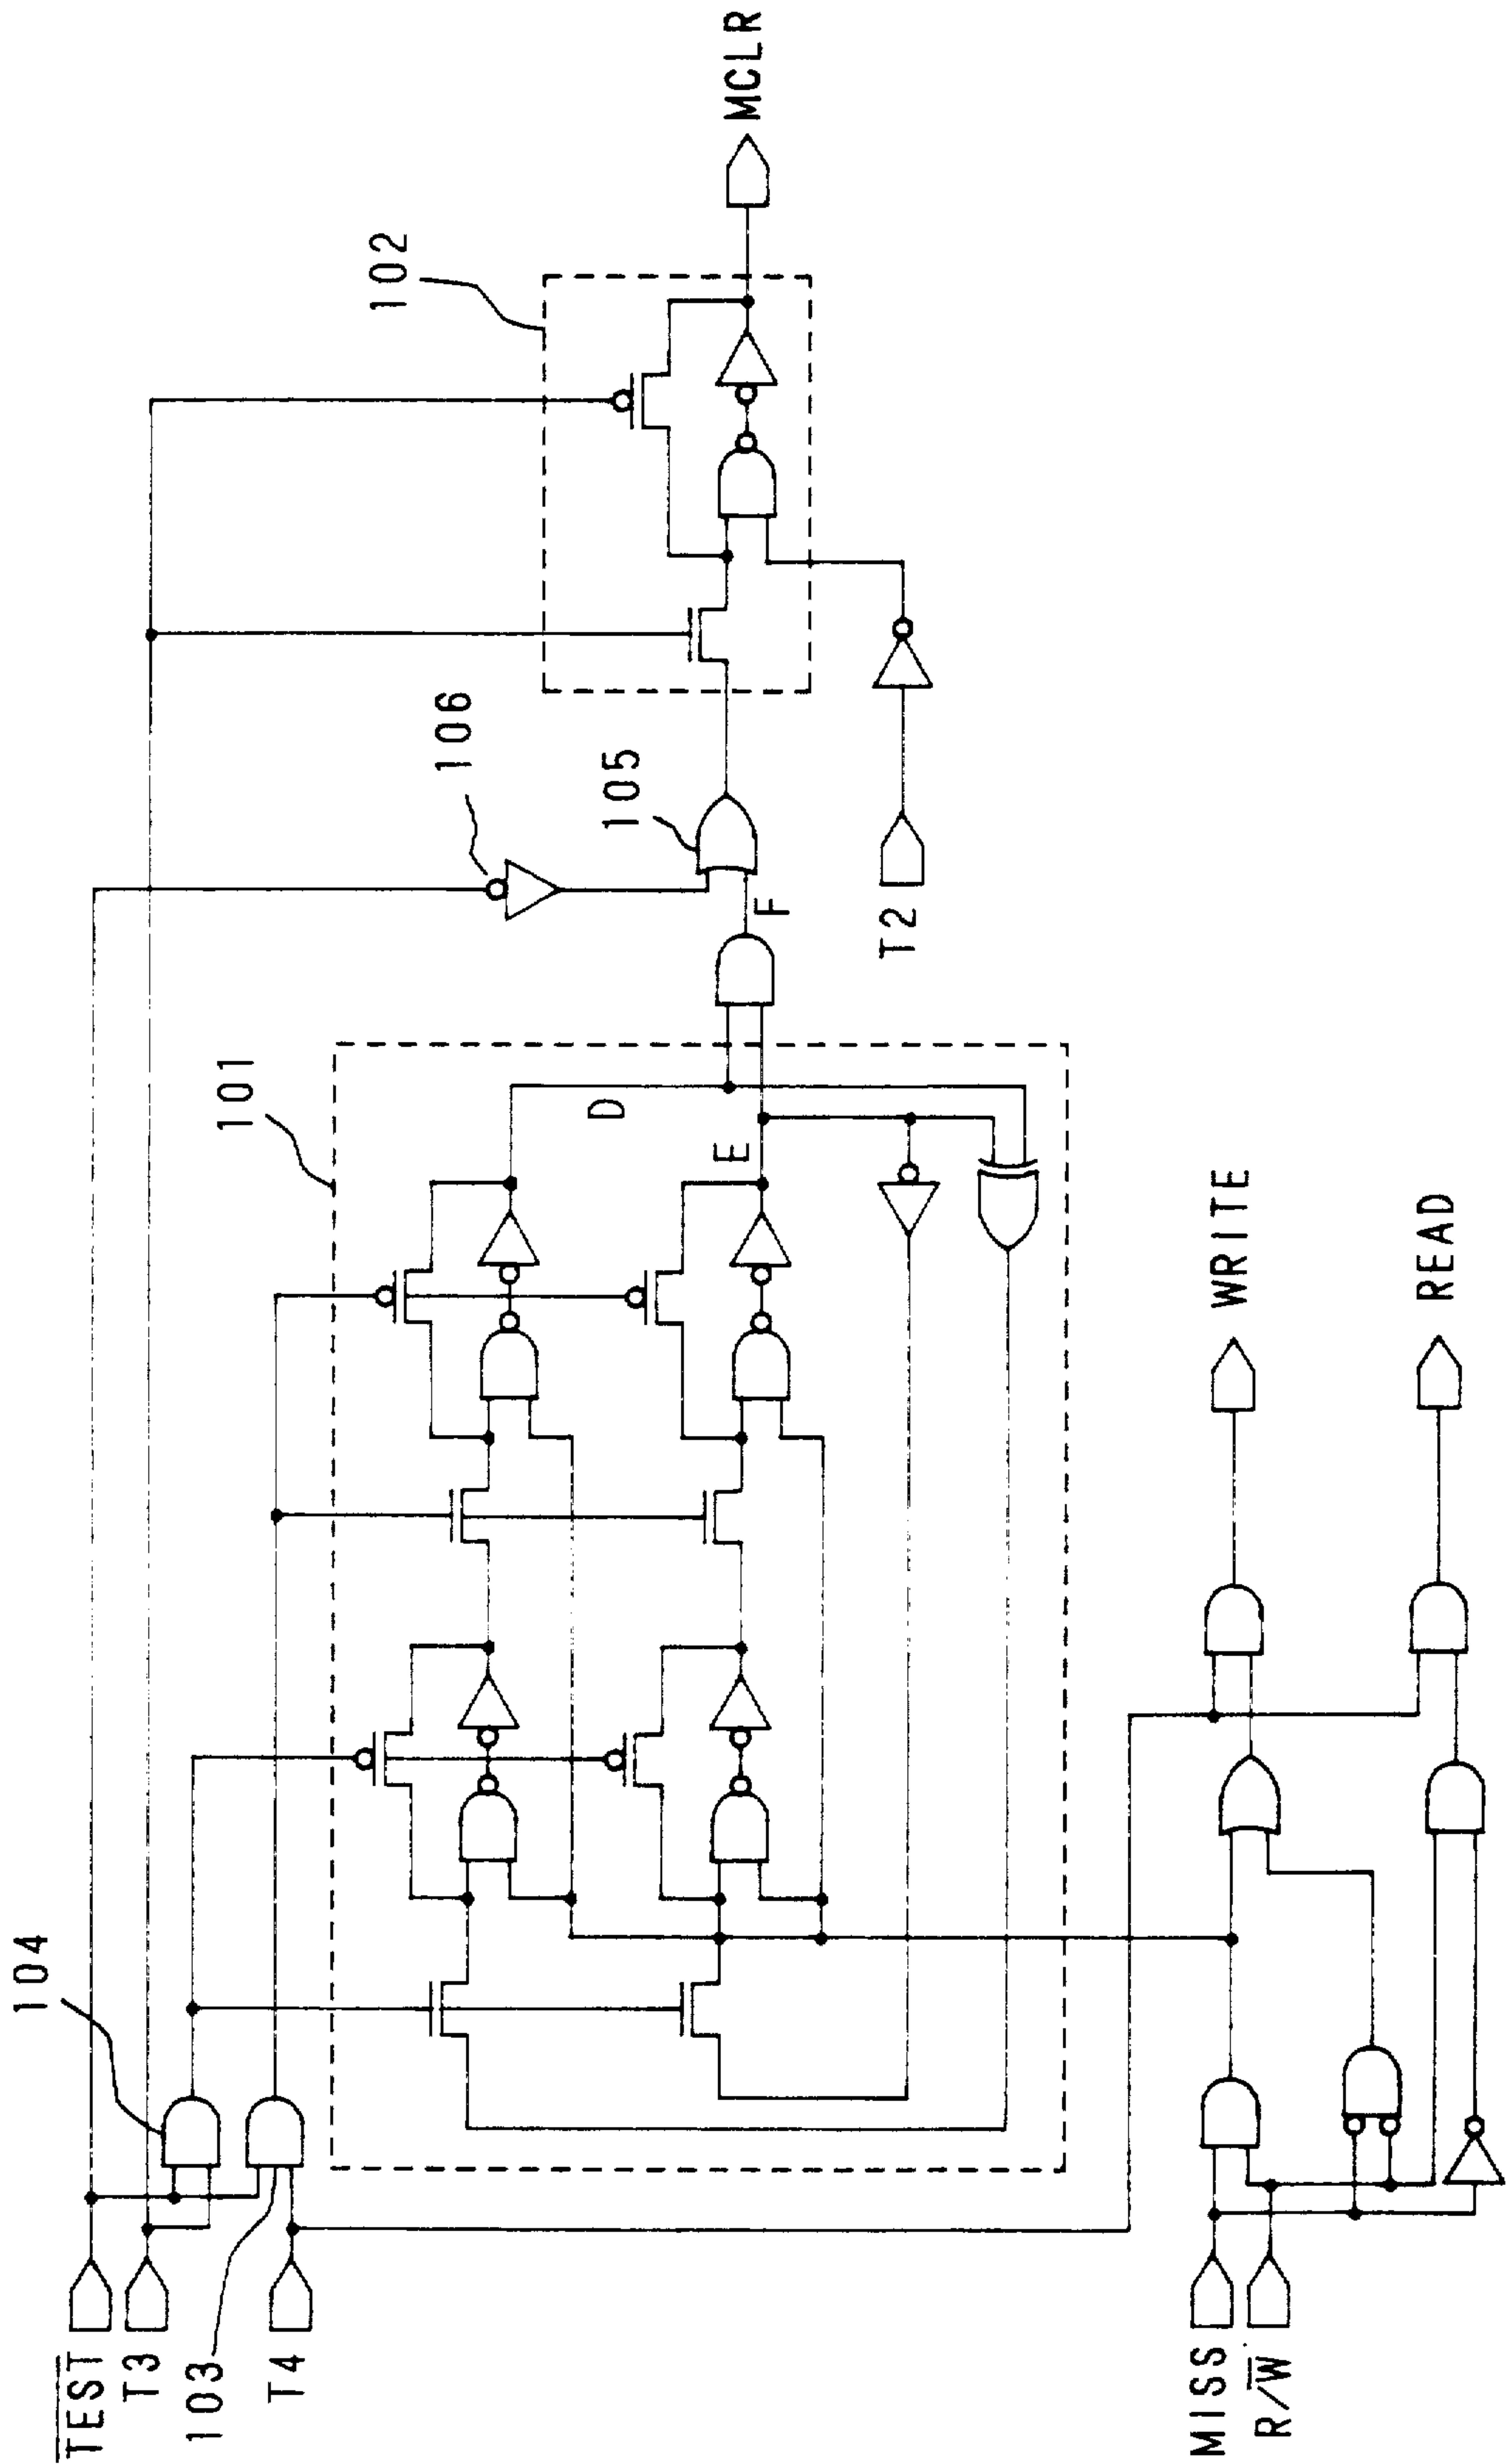 TEST
T3
103
T4
104
101
D
E
F
106
105
T2
102
MCLR
MISS
R/W
WRITE
READ